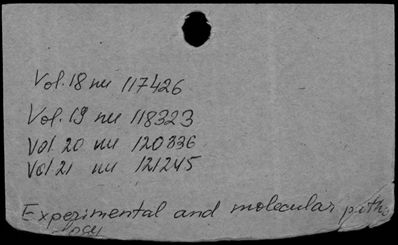 Vol. 18 nu 117426
Vol. 19 nu 118323
Vol. 20 nu 120336
Vol 21 nu 121245
Experimental and molecular patho
logy